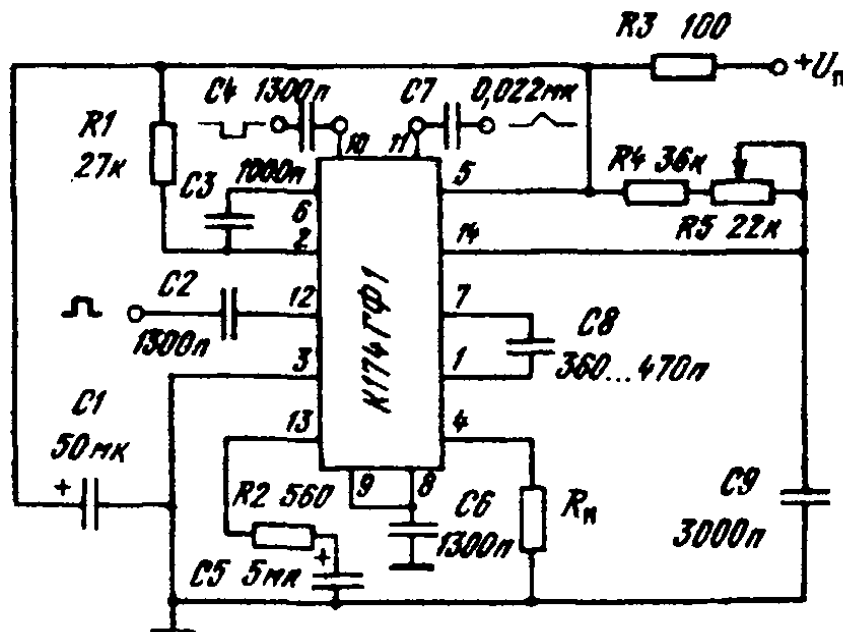 R3 100
+Uп
C4 1300п
C7 0,022мк
R1
27к
10
11
1000п
C3
6
5
R4 36к
2
14
R5 22к
C2
12
7
C8
1300п
К174ГФ1
360...470п
3
1
C1
13
4
50мк
+
9
8
R2 560
C6
Rн
C9
1300п
3000п
+
C5 5мк